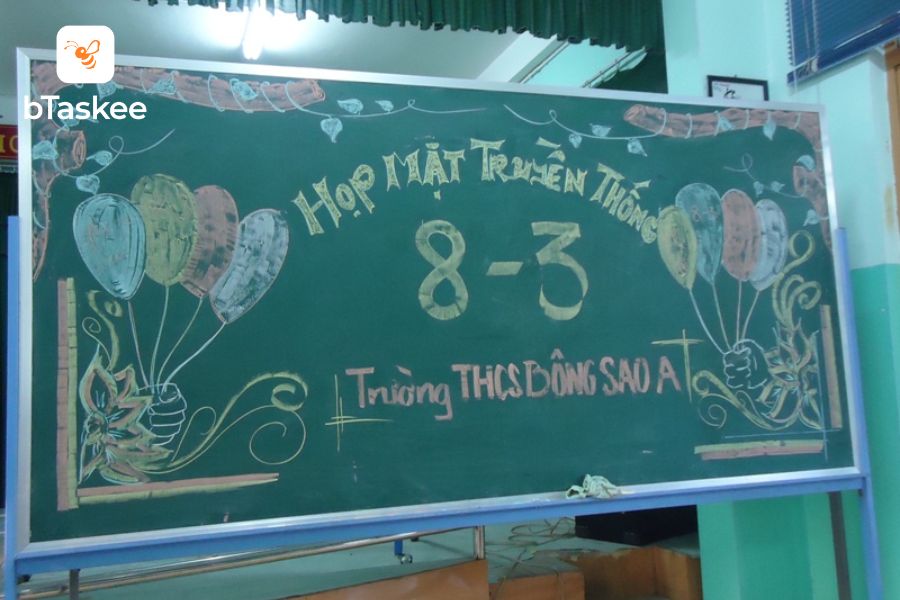 bTaskee
HỌP MẶT TRUYỀN THỐNG
8-3
Trường THCS BÔNG SAO A